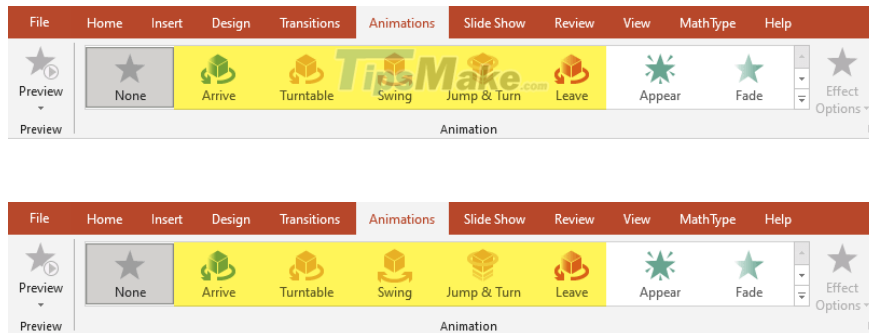 File Home Insert Design Transitions Animations Slide Show Review View MathType Help
TipsMake.com
Preview None Arrive Turntable Swing Jump & Turn Leave Appear Fade Effect
Options
Preview Animation
File Home Insert Design Transitions Animations Slide Show Review View MathType Help
Preview None Arrive Turntable Swing Jump & Turn Leave Appear Fade Effect
Options
Preview Animation